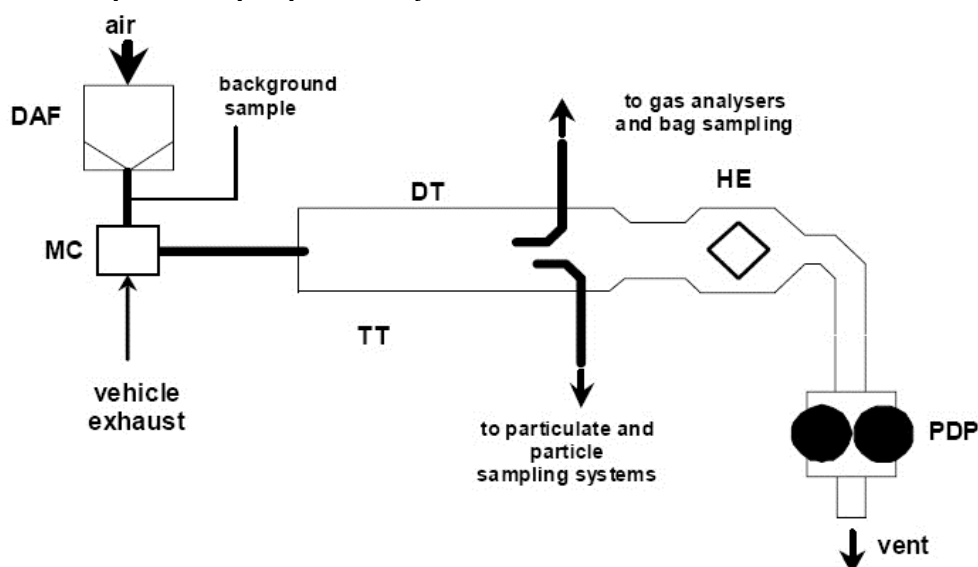 air
DAF
background
sample
to gas analysers
and bag sampling
DT
HE
MC
TT
vehicle
exhaust
to particulate and
particle
sampling systems
PDP
vent